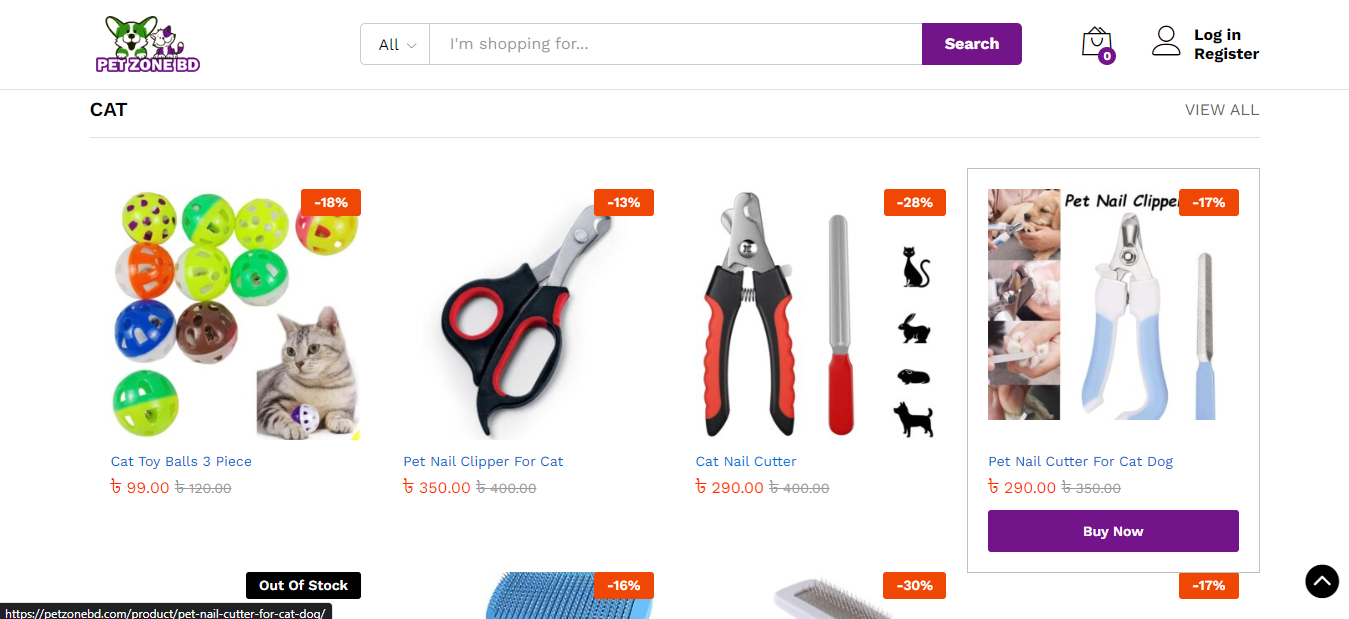 PET ZONE BD
All
I'm shopping for...
Search
0
Log in
Register
CAT
VIEW ALL
-18%
-13%
-28%
Pet Nail Clippe
-17%
Cat Toy Balls 3 Piece
৳ 99.00 ৳ 120.00
Pet Nail Clipper For Cat
৳ 350.00 ৳ 400.00
Cat Nail Cutter
৳ 290.00 ৳ 400.00
Pet Nail Cutter For Cat Dog
৳ 290.00 ৳ 350.00
Buy Now
Out Of Stock
-16%
-30%
-17%
https://petzonebd.com/product/pet-nail-cutter-for-cat-dog/